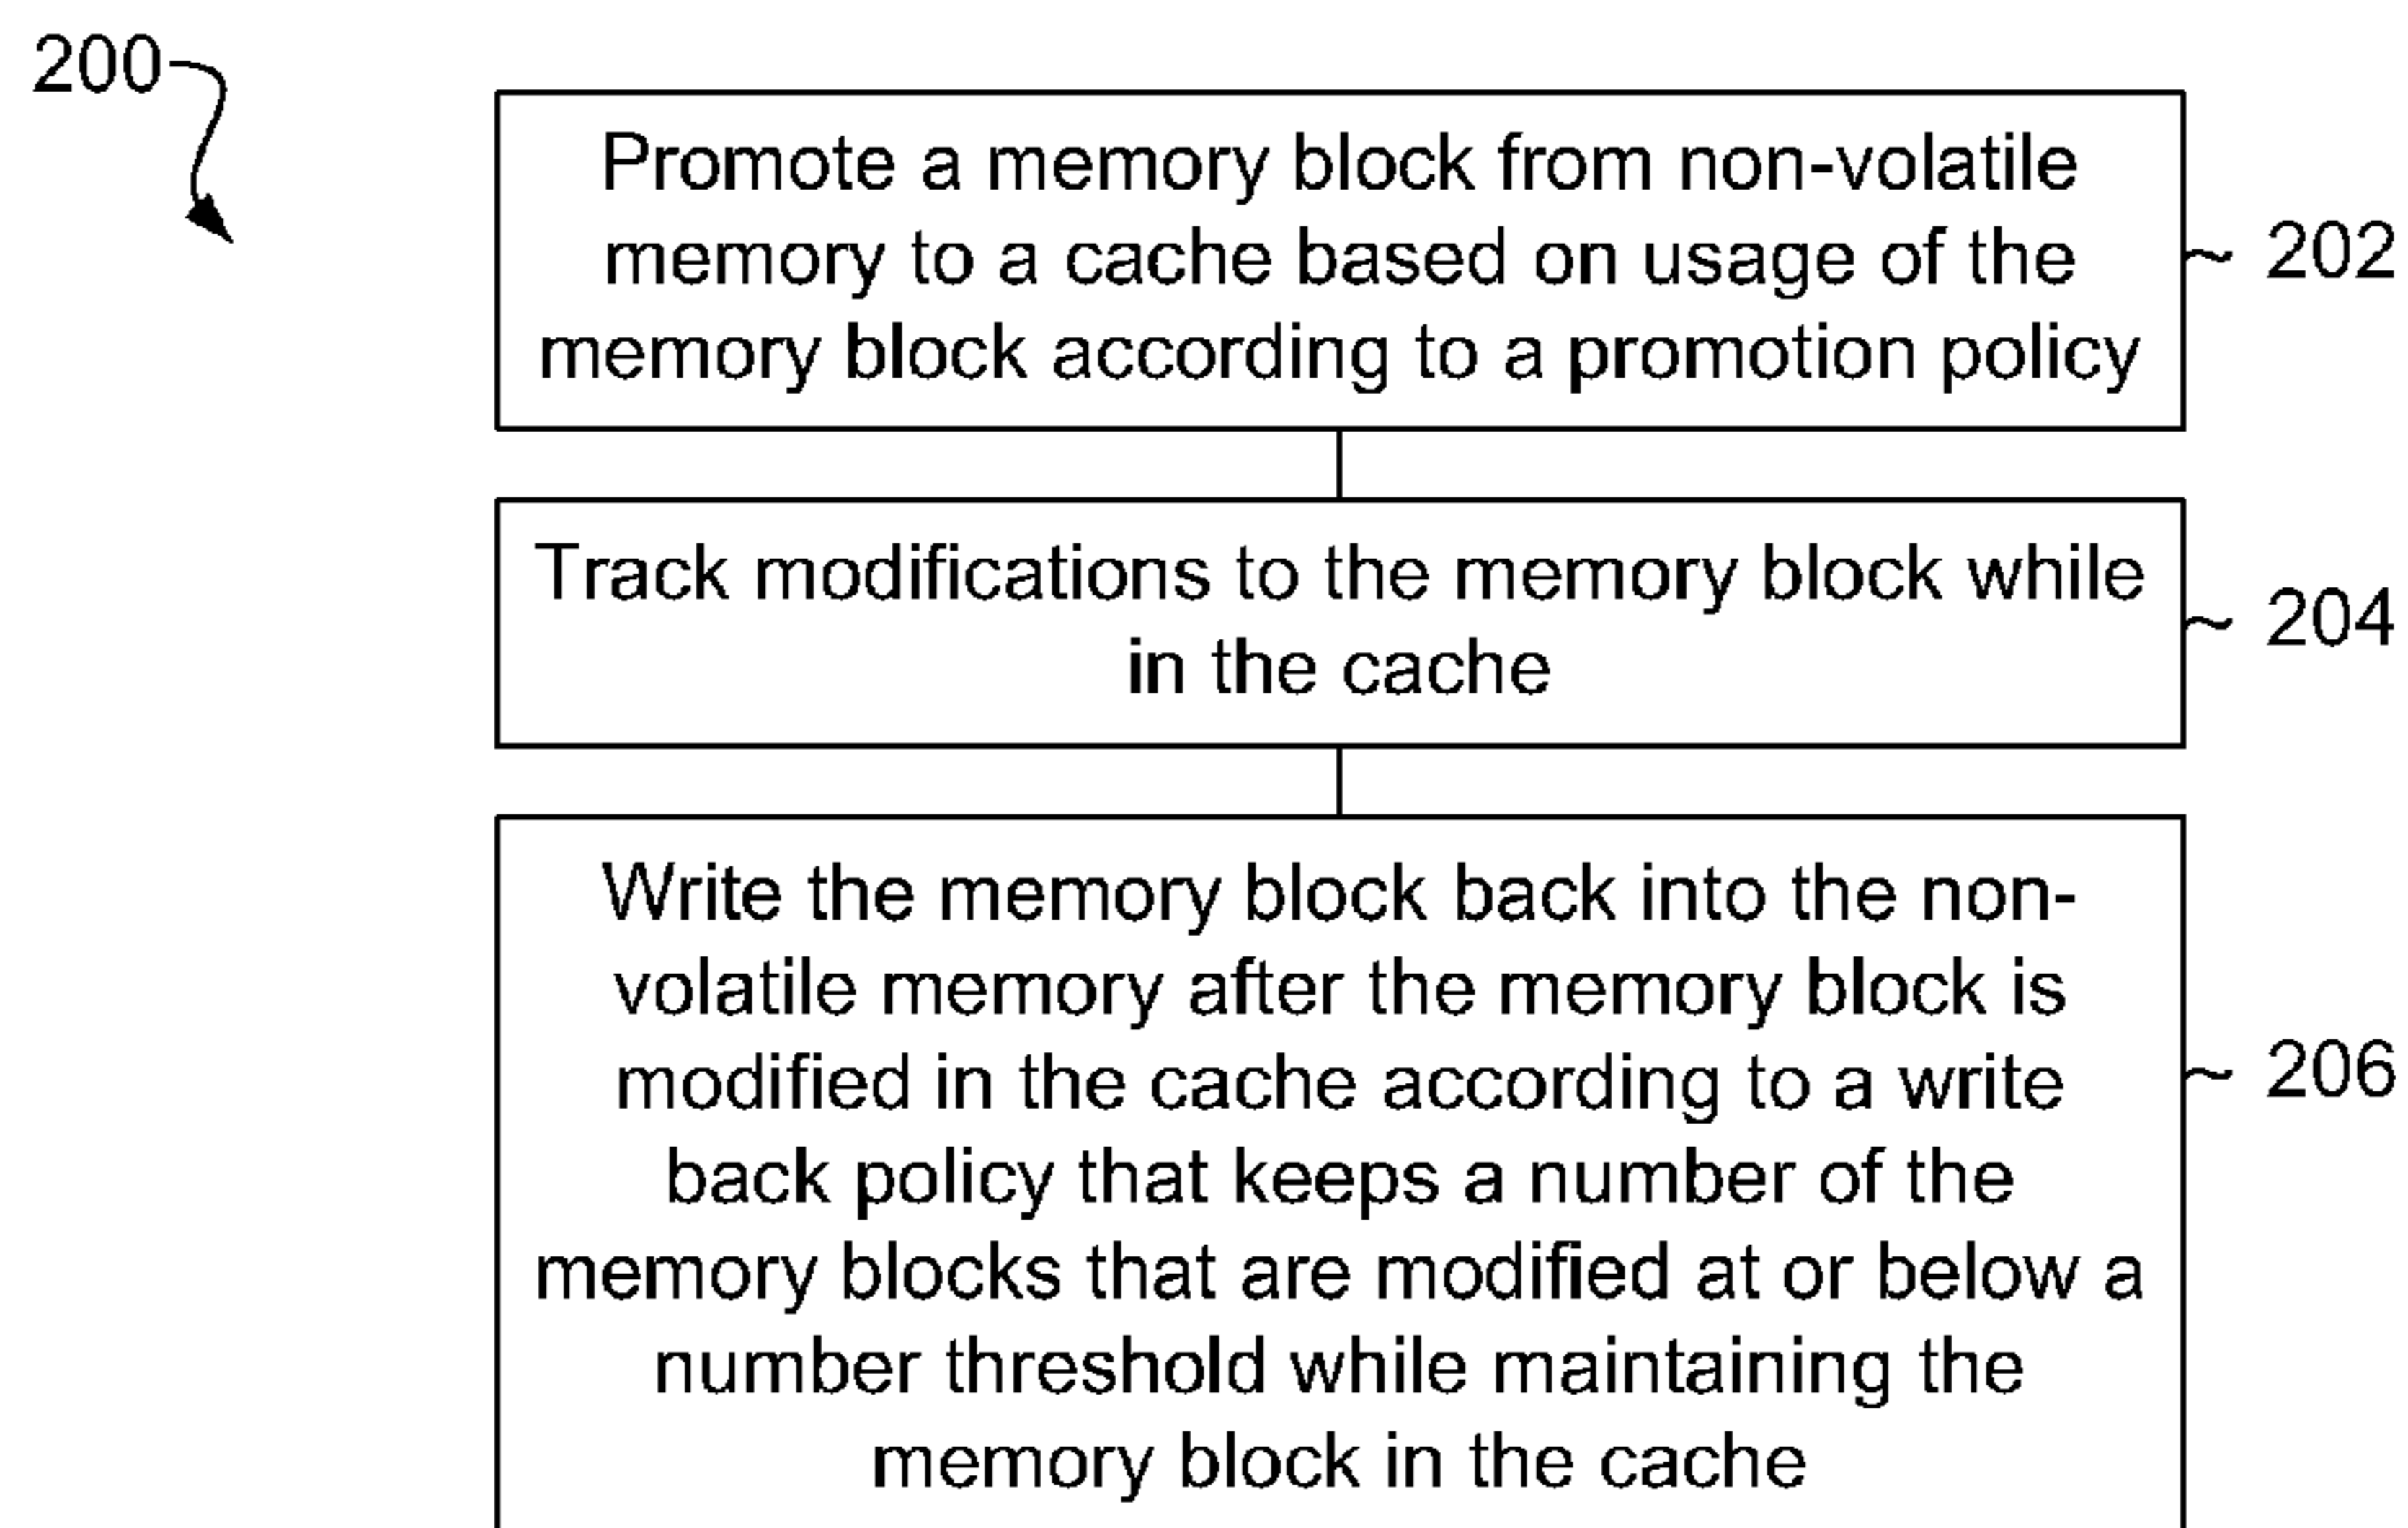 200
Promote a memory block from non-volatile
memory to a cache based on usage of the
memory block according to a promotion policy
202
Track modifications to the memory block while
in the cache
204
Write the memory block back into the non-
volatile memory after the memory block is
modified in the cache according to a write
back policy that keeps a number of the
memory blocks that are modified at or below a
number threshold while maintaining the
memory block in the cache
206